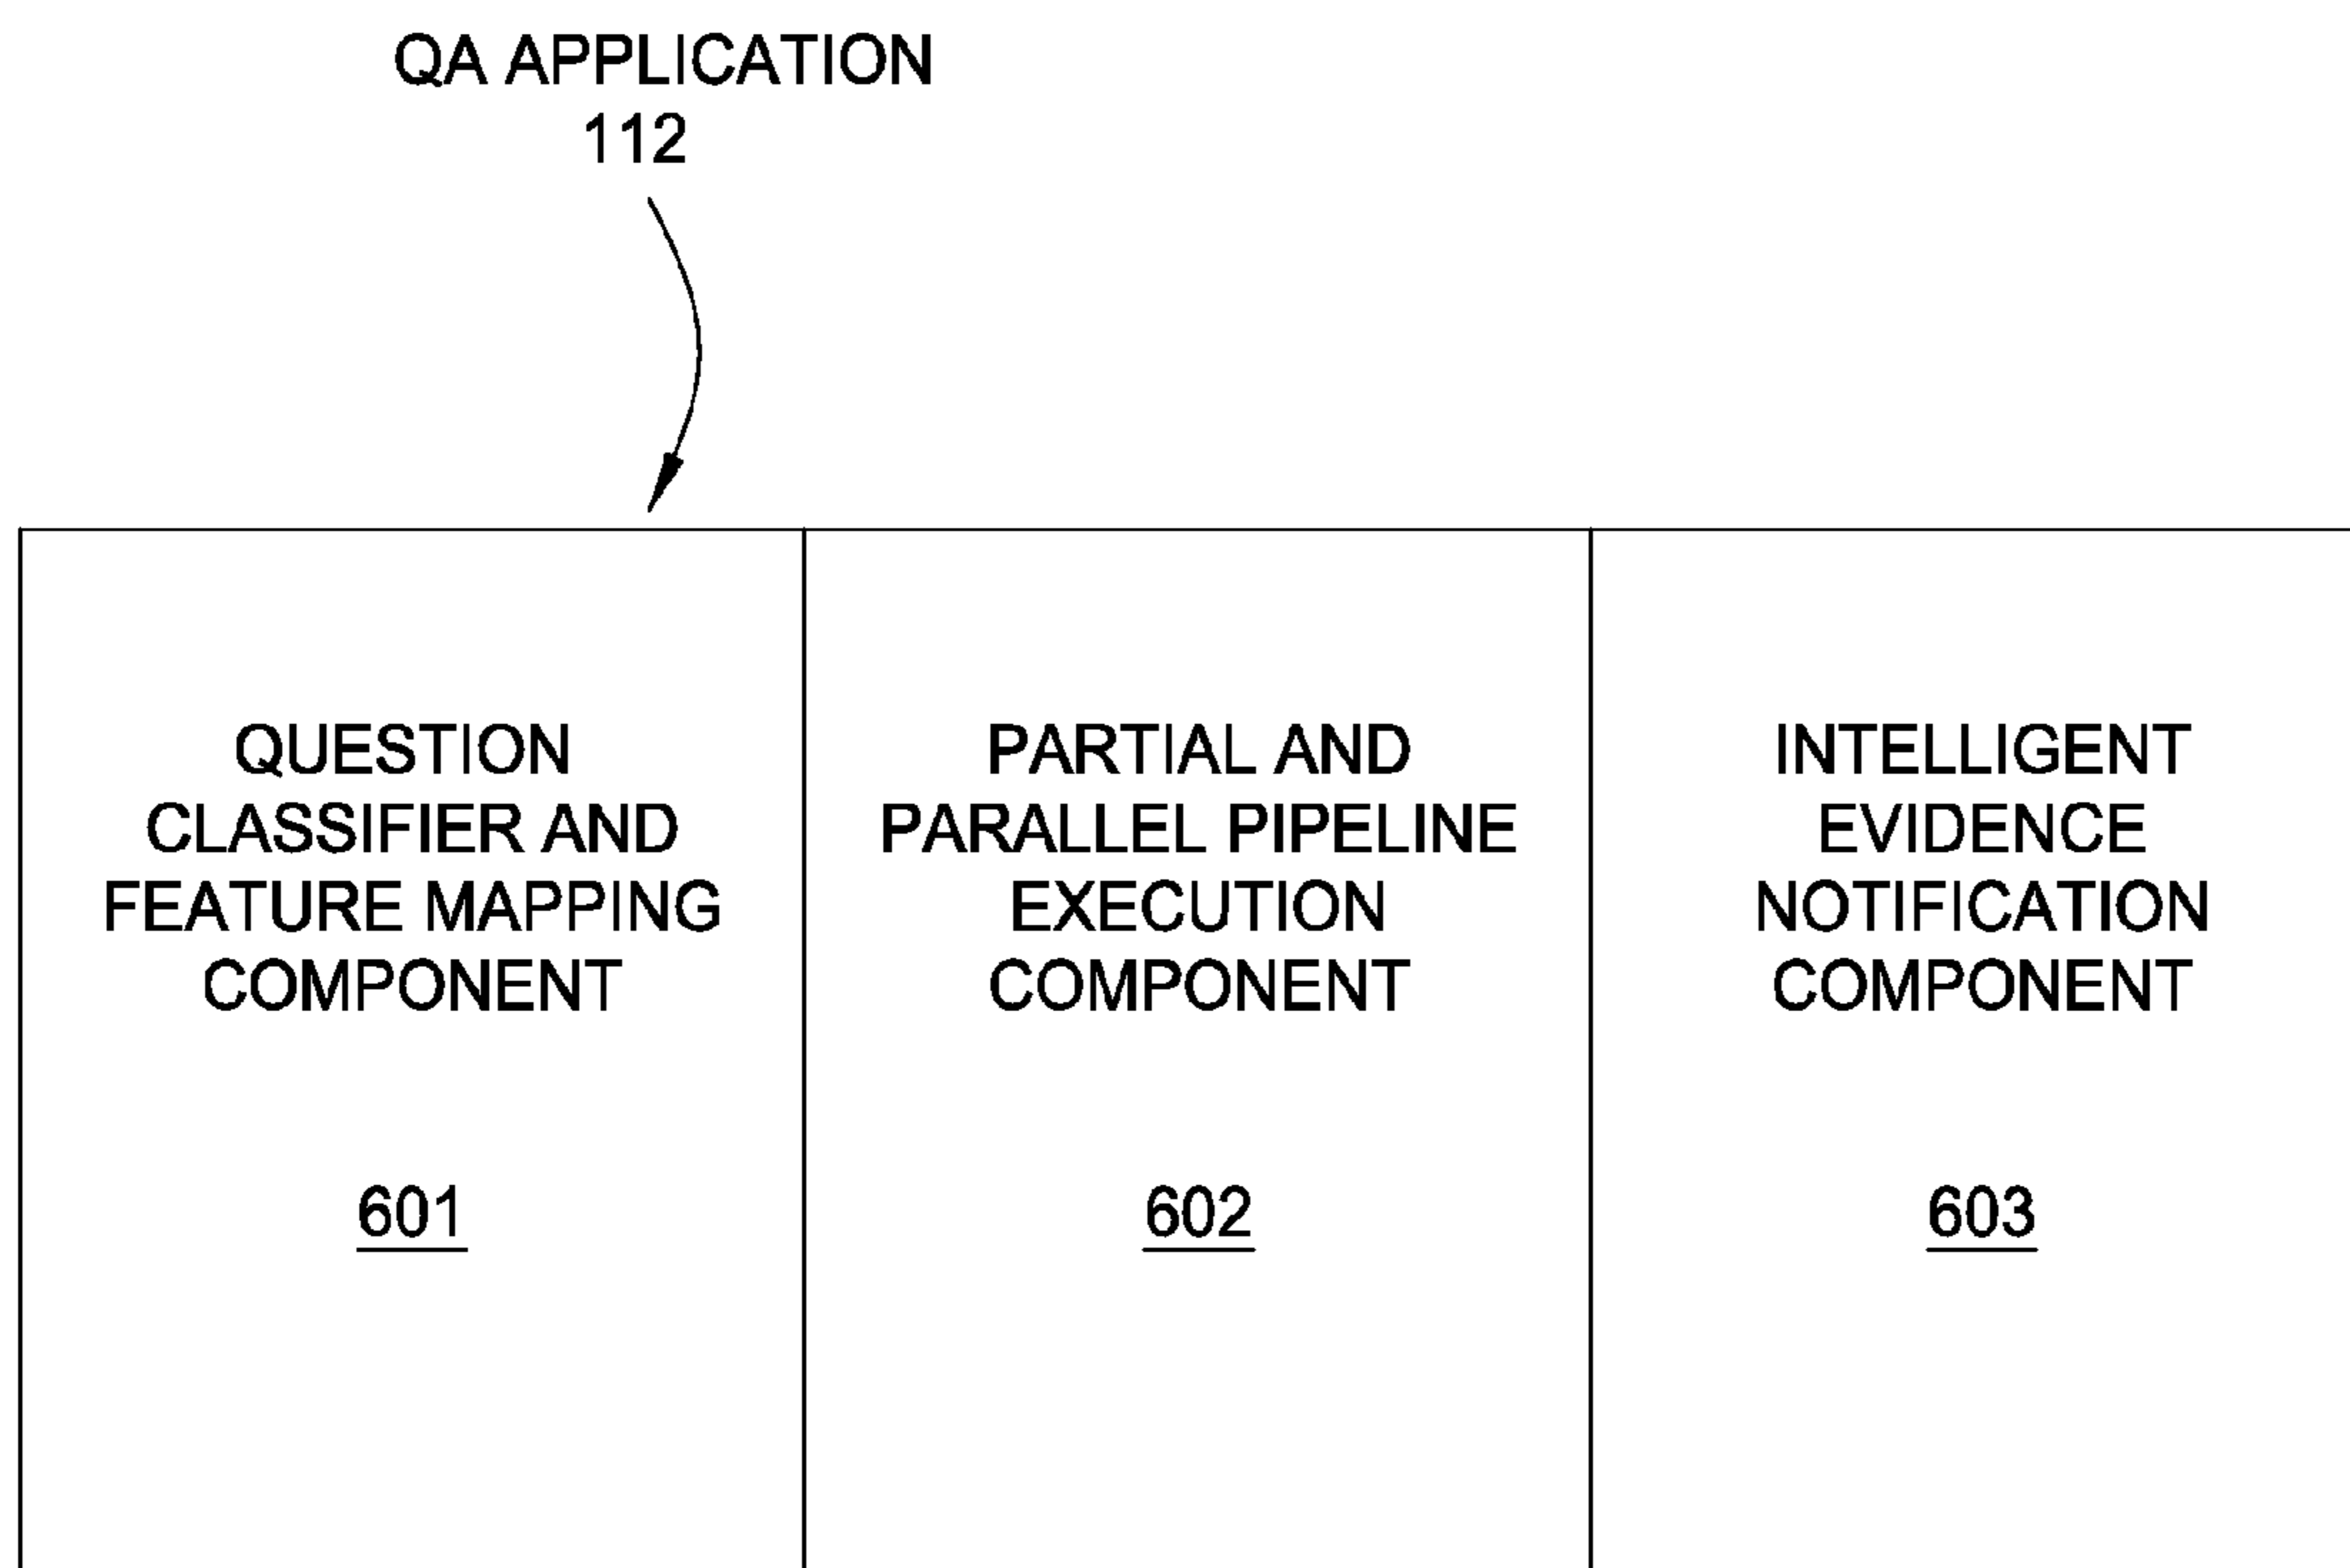 QA APPLICATION
112
QUESTION
CLASSIFIER AND
FEATURE MAPPING
COMPONENT
601
PARTIAL AND
PARALLEL PIPELINE
EXECUTION
COMPONENT
602
INTELLIGENT
EVIDENCE
NOTIFICATION
COMPONENT
603